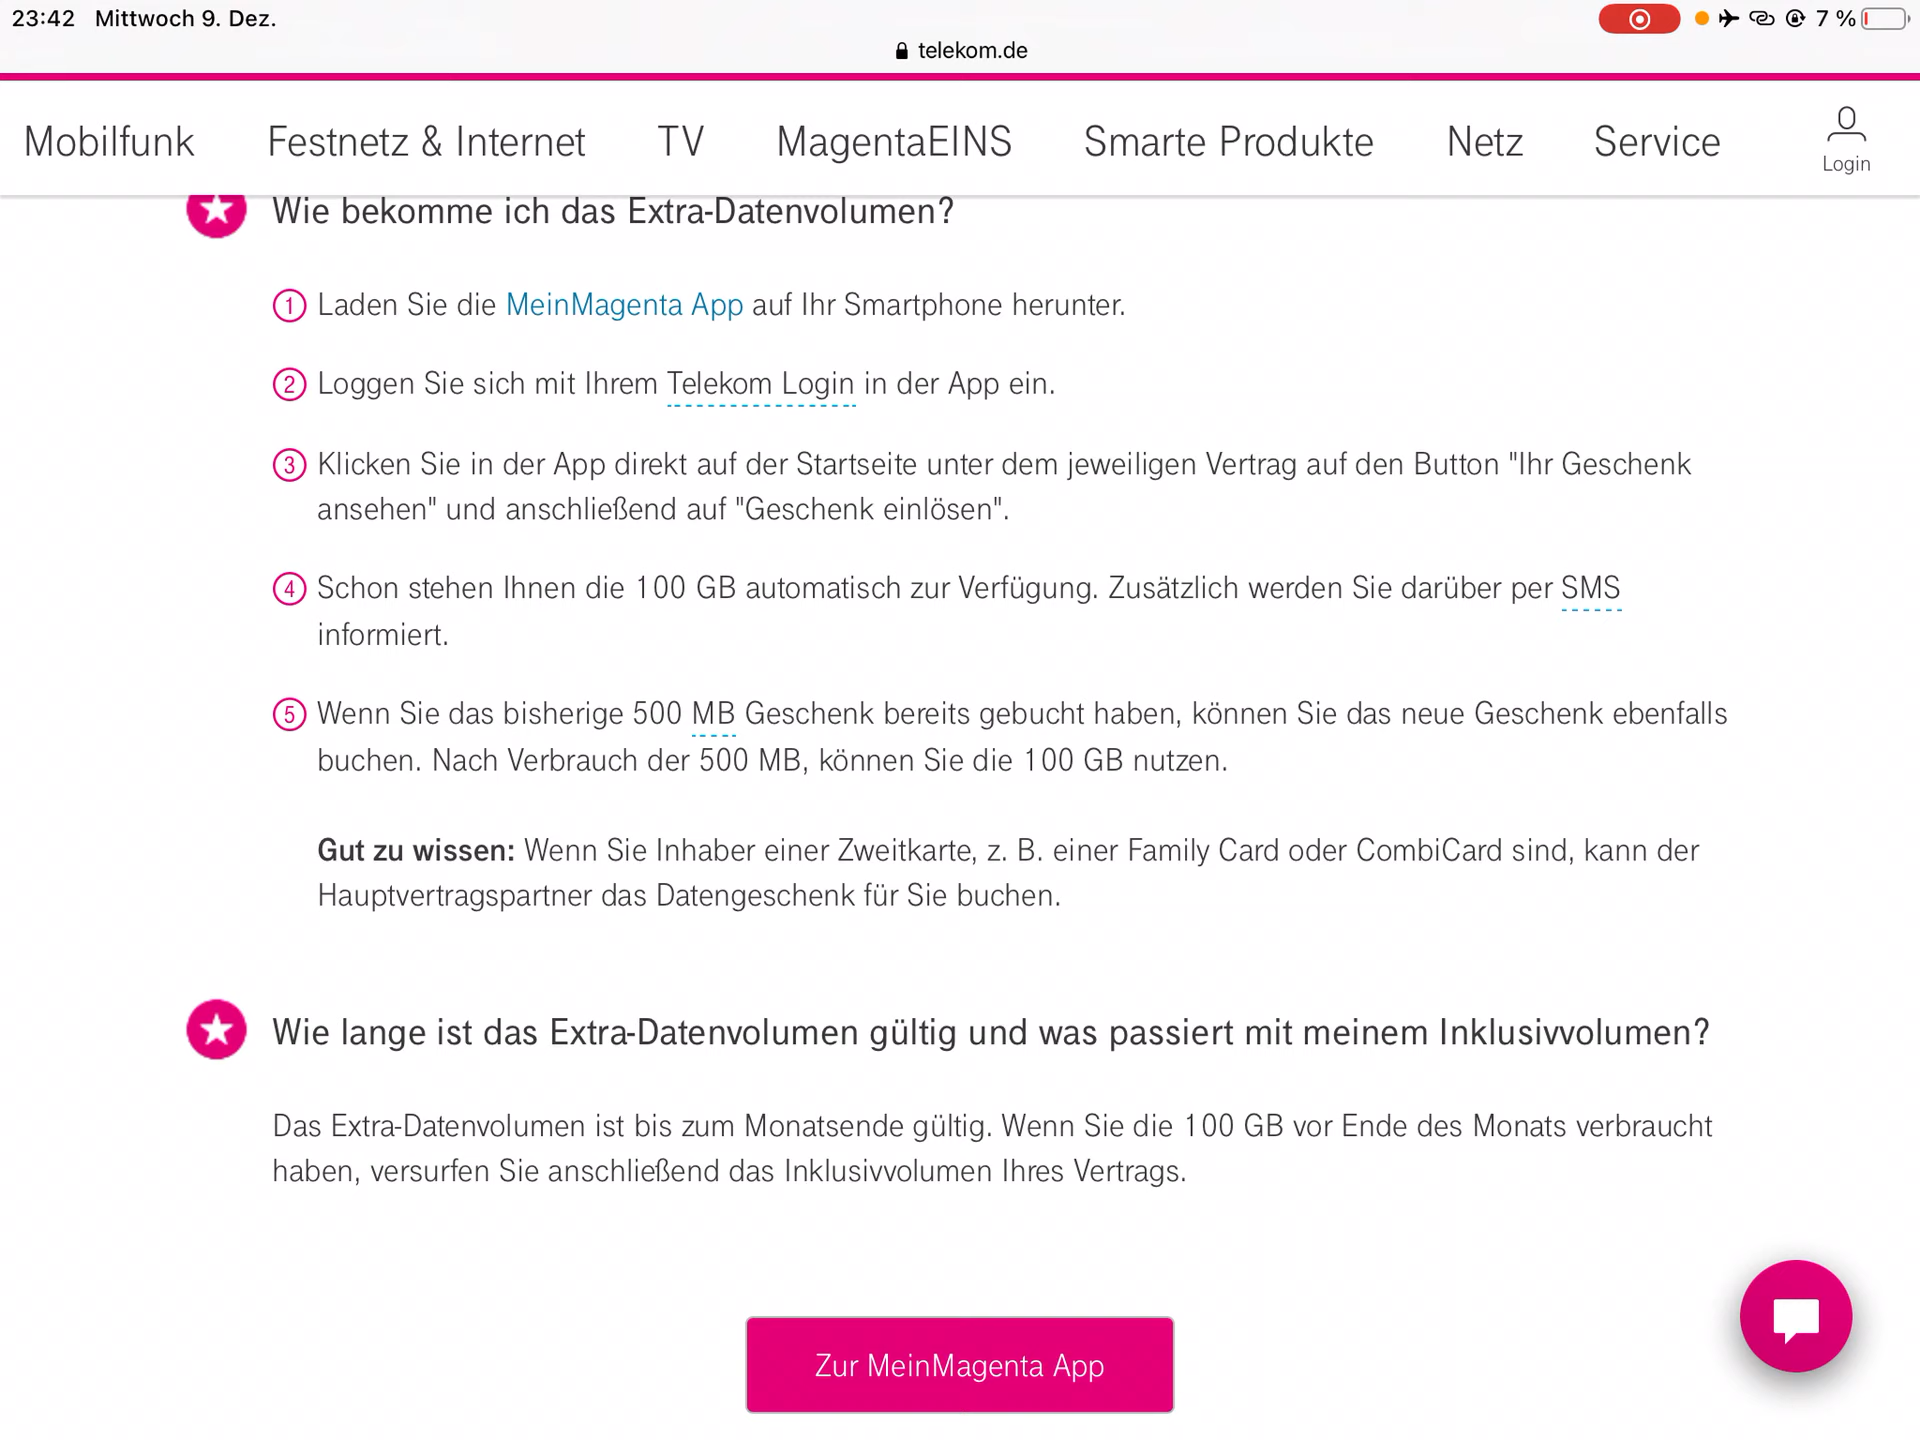 23:42 Mittwoch 9. Dez.
7 %
telekom.de
Mobilfunk Festnetz & Internet TV MagentaEINS Smarte Produkte Netz Service
Login
Wie bekomme ich das Extra-Datenvolumen?
1 Laden Sie die MeinMagenta App auf Ihr Smartphone herunter.
2 Loggen Sie sich mit Ihrem Telekom Login in der App ein.
3 Klicken Sie in der App direkt auf der Startseite unter dem jeweiligen Vertrag auf den Button "Ihr Geschenk
ansehen" und anschließend auf "Geschenk einlösen".
4 Schon stehen Ihnen die 100 GB automatisch zur Verfügung. Zusätzlich werden Sie darüber per SMS
informiert.
5 Wenn Sie das bisherige 500 MB Geschenk bereits gebucht haben, können Sie das neue Geschenk ebenfalls
buchen. Nach Verbrauch der 500 MB, können Sie die 100 GB nutzen.
Gut zu wissen: Wenn Sie Inhaber einer Zweitkarte, z. B. einer Family Card oder CombiCard sind, kann der
Hauptvertragspartner das Datengeschenk für Sie buchen.
Wie lange ist das Extra-Datenvolumen gültig und was passiert mit meinem Inklusivvolumen?
Das Extra-Datenvolumen ist bis zum Monatsende gültig. Wenn Sie die 100 GB vor Ende des Monats verbraucht
haben, versurfen Sie anschließend das Inklusivvolumen Ihres Vertrags.
Zur MeinMagenta App